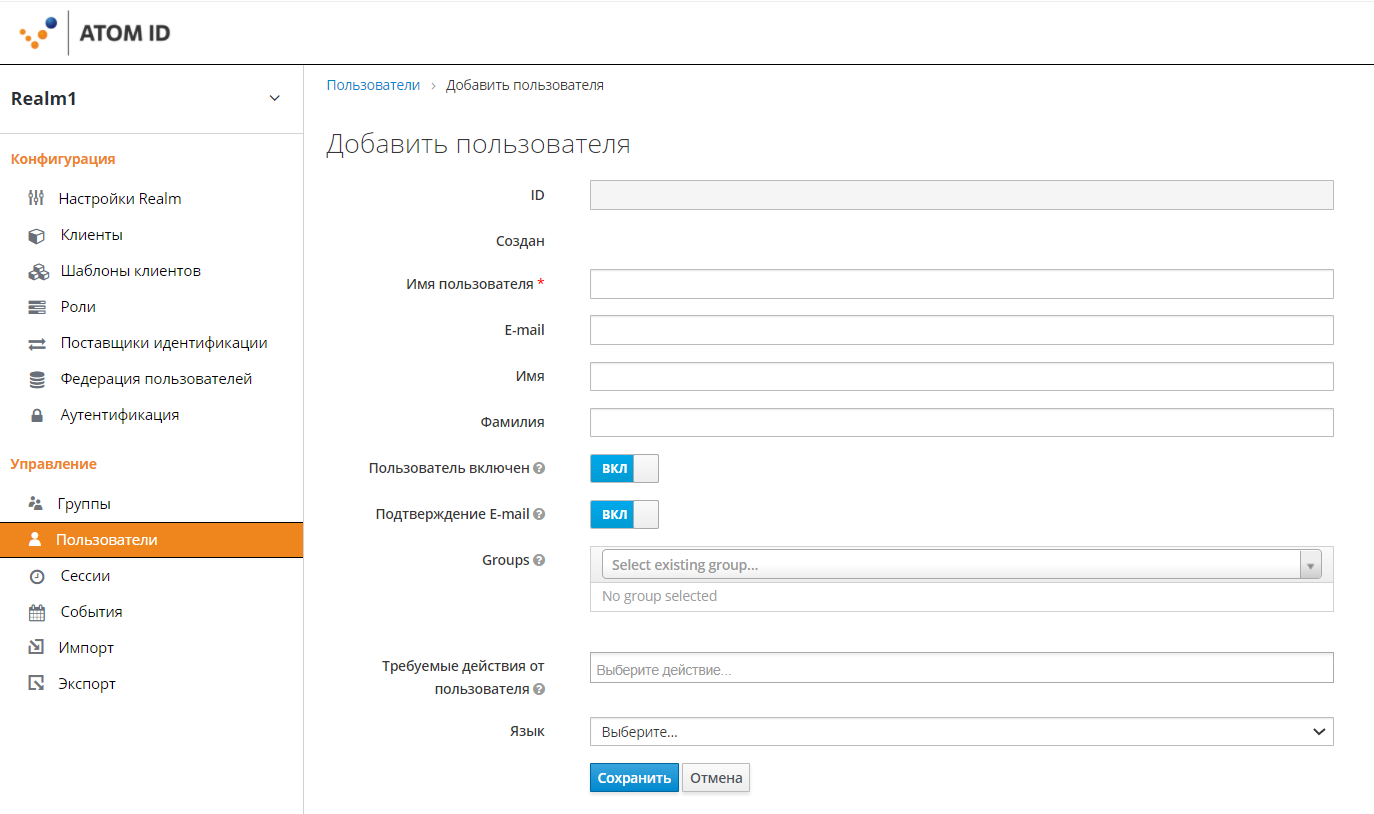 ATOM ID
Realm1
Конфигурация
Настройки Realm
Клиенты
Шаблоны клиентов
Роли
Поставщики идентификации
Федерация пользователей
Аутентификация
Управление
Группы
Пользователи
Сессии
События
Импорт
Экспорт
Пользователи › Добавить пользователя
Добавить пользователя
ID
Создан
Имя пользователя *
E-mail
Имя
Фамилия
Пользователь включен ВКЛ
Подтверждение E-mail ВКЛ
Groups Select existing group...
No group selected
Требуемые действия от
пользователя
Выберите действие...
Язык Выберите...
Сохранить Отмена